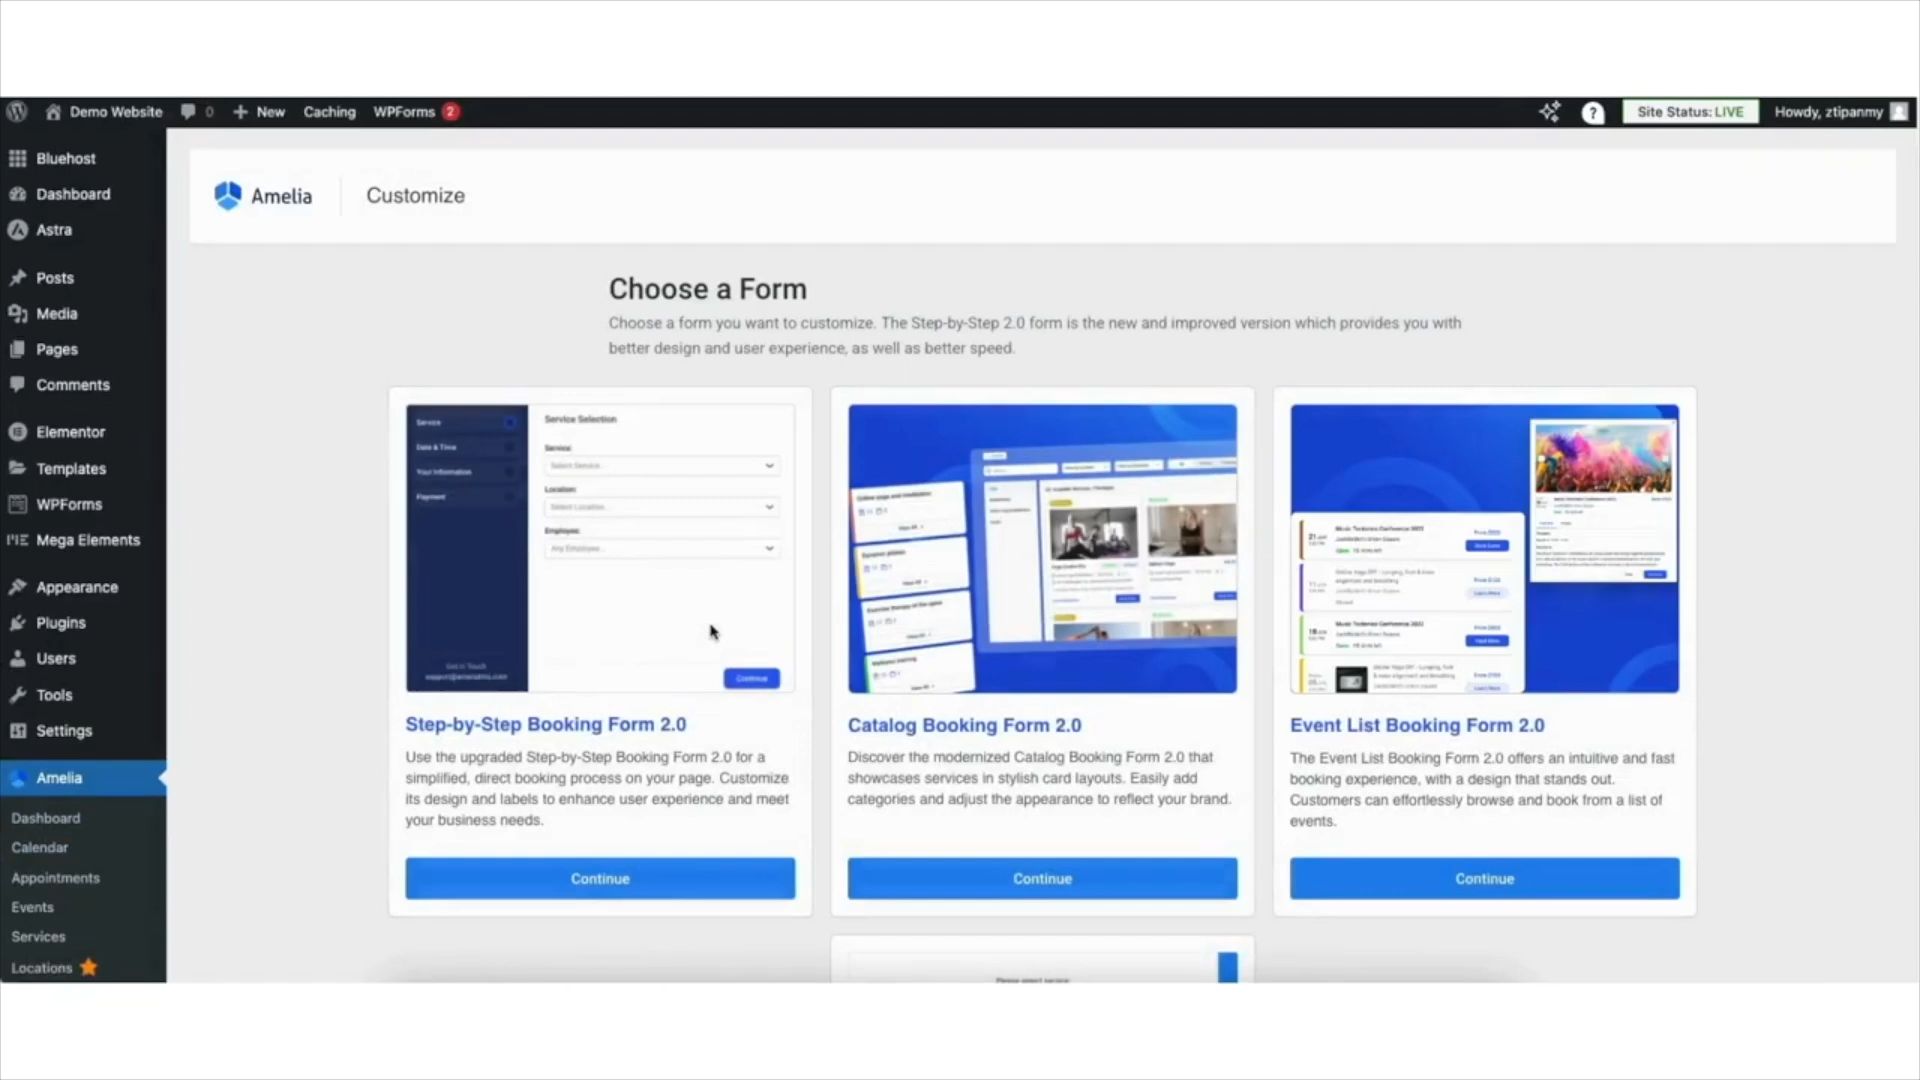 Demo Website
0
New
Caching
WPForms 2
?
Site Status: LIVE
Howdy, ztipanmy
Bluehost
Dashboard
Astra
Posts
Media
Pages
Comments
Elementor
Templates
WPForms
Mega Elements
Appearance
Plugins
Users
Tools
Settings
Amelia
Dashboard
Calendar
Appointments
Events
Services
Locations
Amelia
Customize
Choose a Form
Choose a form you want to customize. The Step-by-Step 2.0 form is the new and improved version which provides you with
better design and user experience, as well as better speed.
Service
Date & Time
Your Information
Payment
Get in Touch
Service Selection
Service:
Select Service...
Location:
Select Location...
Employee:
Any Employee...
Continue
Step-by-Step Booking Form 2.0
Use the upgraded Step-by-Step Booking Form 2.0 for a
simplified, direct booking process on your page. Customize
its design and labels to enhance user experience and meet
your business needs.
Continue
Catalog Booking Form 2.0
Discover the modernized Catalog Booking Form 2.0 that
showcases services in stylish card layouts. Easily add
categories and adjust the appearance to reflect your brand.
Continue
Event List Booking Form 2.0
The Event List Booking Form 2.0 offers an intuitive and fast
booking experience, with a design that stands out.
Customers can effortlessly browse and book from a list of
events.
Continue
Please select service: